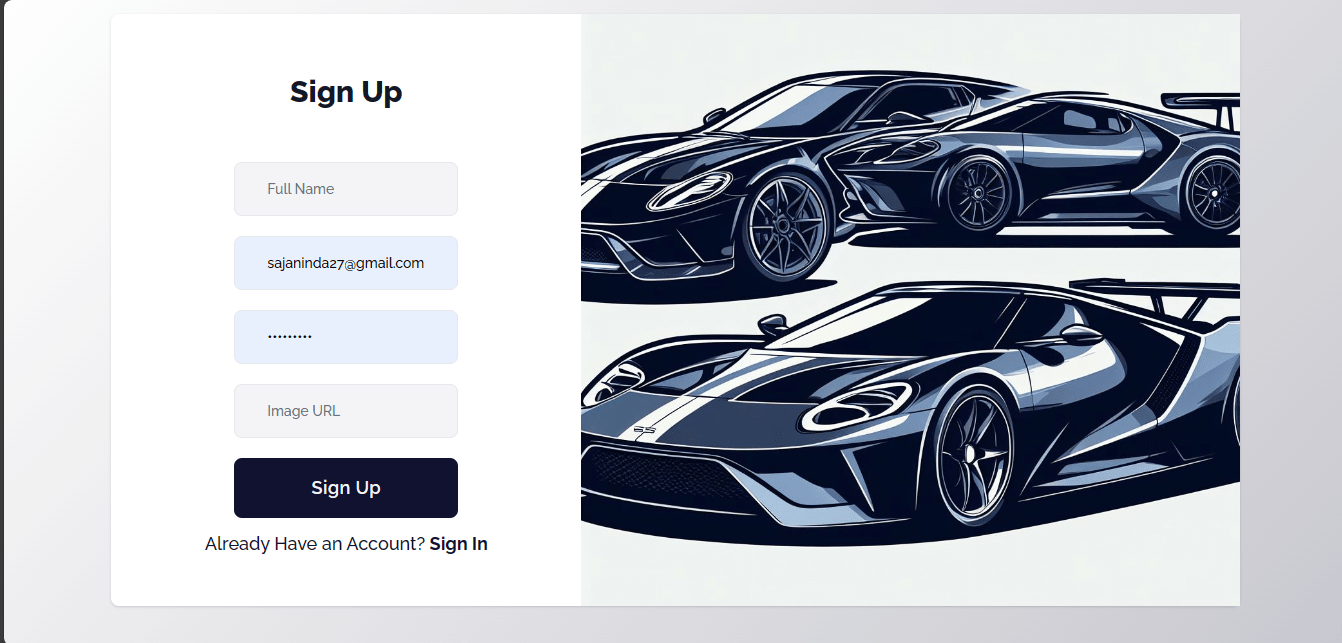 Sign Up
Full Name
sajaninda27@gmail.com
•••••••••
Image URL
Sign Up
Already Have an Account? Sign In